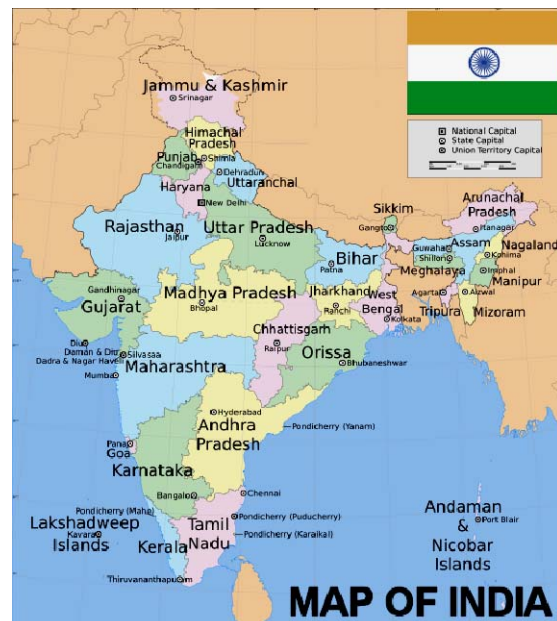 Jammu & Kashmir
Srinagar
National Capital
State Capital
Union Territory Capital
Himachal
Pradesh
Shimla
Punjab
Chandigarh
Dehradun
Uttaranchal
Haryana
New Delhi
Rajasthan
Jaipur
Uttar Pradesh
Lucknow
Sikkim
Gangtok
Arunachal
Pradesh
Itanagar
Assam
Guwahati
Nagaland
Kohima
Shillong
Meghalaya
Imphal
Manipur
Bihar
Patna
Agartala
Aizwal
Tripura
Mizoram
Gandhinagar
Gujarat
Madhya Pradesh
Bhopal
Jharkhand
Ranchi
West
Bengal
Kolkata
Chhattisgarh
Raipur
Orissa
Bhubaneshwar
Diu
Daman & Diu
Dadra & Nagar Haveli
Silvasaa
Maharashtra
Mumbai
Hyderabad
Andhra
Pradesh
Pondicherry (Yanam)
Panaji
Goa
Karnataka
Bangalore
Chennai
Pondicherry (Mahe)
Pondicherry (Puducherry)
Pondicherry (Karaikal)
Lakshadweep
Kavaratti
Islands
Kerala
Tamil
Nadu
Thiruvananthapuram
Andaman
&
Port Blair
Nicobar
Islands
MAP OF INDIA